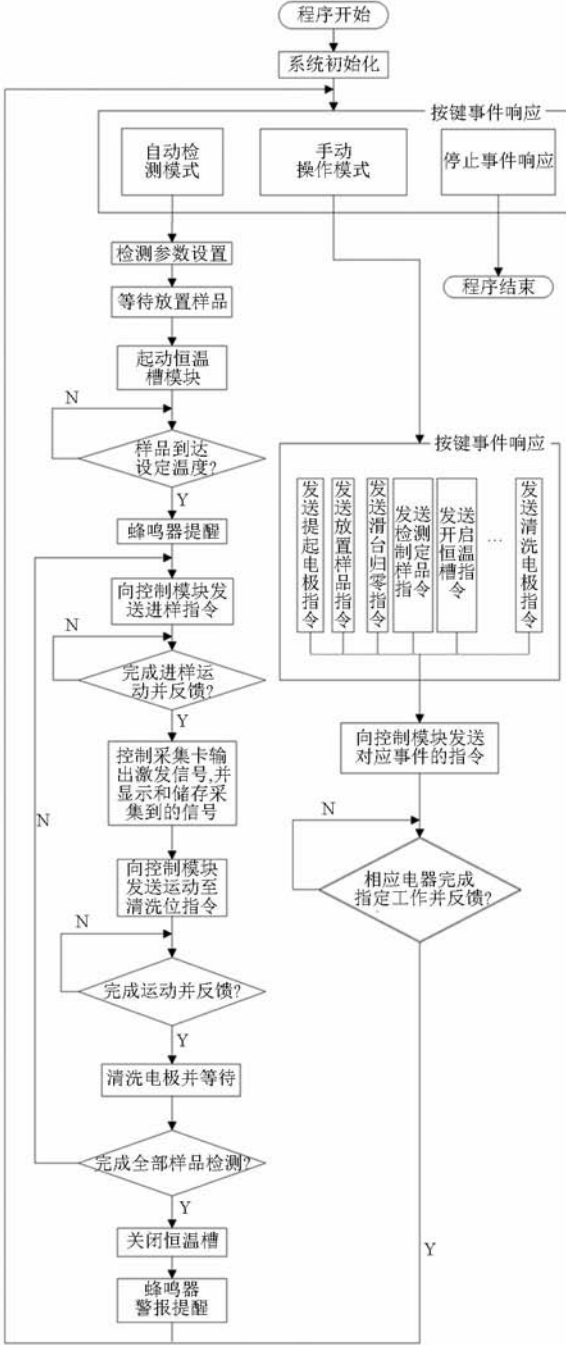 程序开始
系统初始化
按键事件响应
自动检
测模式
手动
操作模式
停止事件响应
程序结束
检测参数设置
等待放置样品
起动恒温
槽模块
N
样品到达
设定温度?
Y
蜂鸣器提醒
向控制模块发
送进样指令
N
完成进样运
动并反馈?
Y
控制采集卡输
出激发信号,并
显示和储存采
集到的信号
N
向控制模块
发送运动至
清洗位指令
N
完成运动并反馈?
Y
清洗电极并等待
完成全部样品检测?
Y
关闭恒温槽
蜂鸣器
警报提醒
按键事件响应
发送提起电极指令
发送放置样品指令
发送滑台归零指令
发送
检测
制定
样品
指令
发送
开启
恒温
槽指令
…
发送清洗电极指令
向控制模块发送
对应事件的指令
N
相应电器完成
指定工作并反馈?
Y